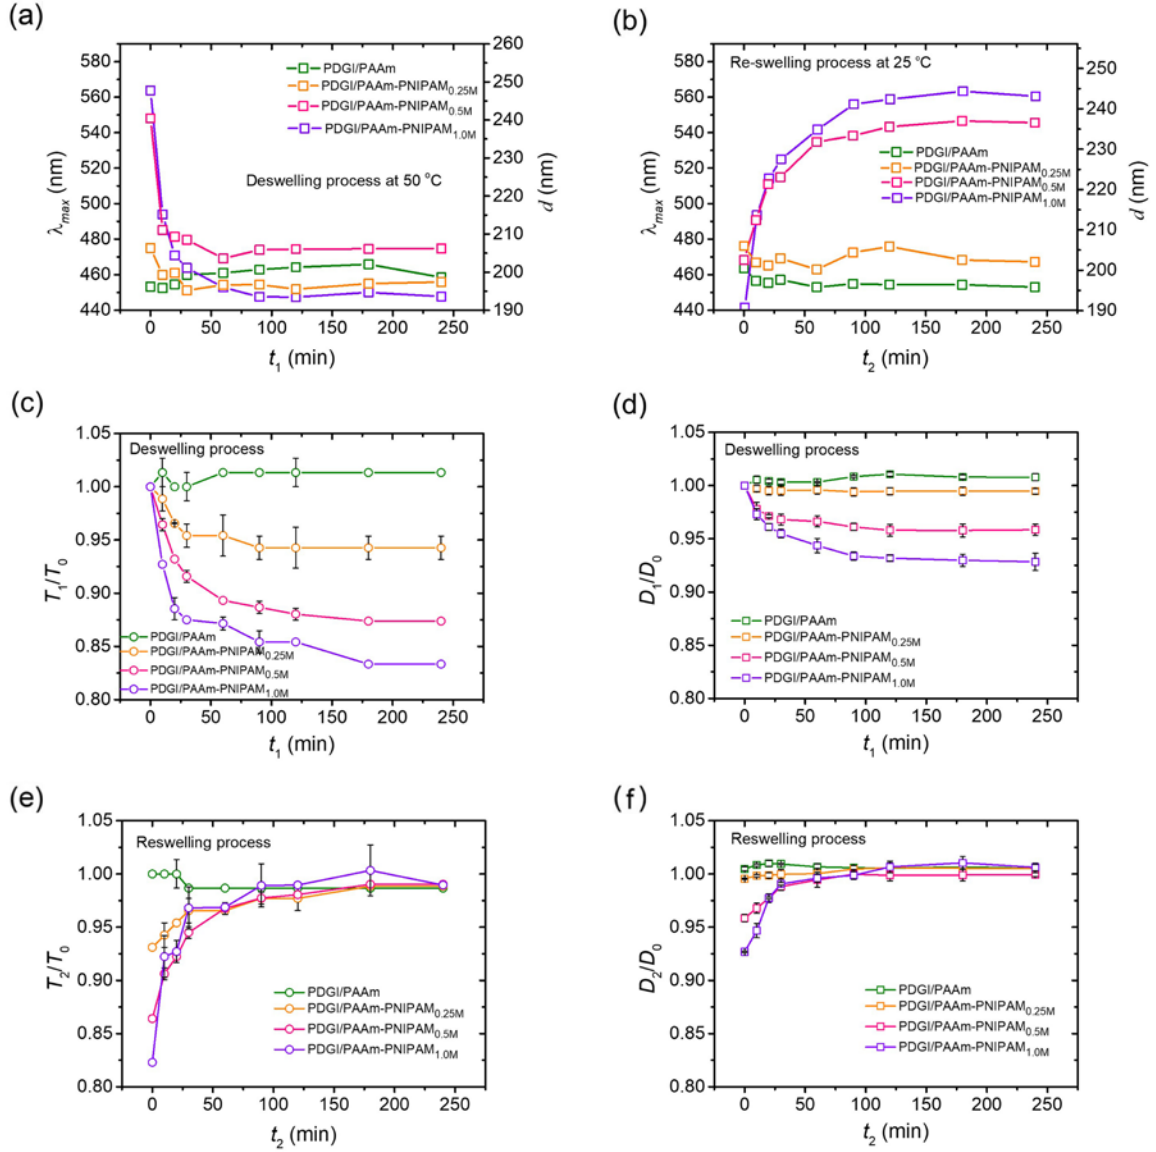 (a)
580
560
540
520
500
480
460
440
λmax (nm)
260
250
240
230
220
210
200
190
d (nm)
PDGI/PAAm
PDGI/PAAm-PNIPAM0.25M
PDGI/PAAm-PNIPAM0.5M
PDGI/PAAm-PNIPAM1.0M
Deswelling process at 50 °C
0 50 100 150 200 250
t1 (min)
(b)
Re-swelling process at 25 °C
580
560
540
520
500
480
460
440
λmax (nm)
250
240
230
220
210
200
190
d (nm)
PDGI/PAAm
PDGI/PAAm-PNIPAM0.25M
PDGI/PAAm-PNIPAM0.5M
PDGI/PAAm-PNIPAM1.0M
0 50 100 150 200 250
t2 (min)
(c)
Deswelling process
1.05
1.00
0.95
0.90
0.85
0.80
T1/T0
PDGI/PAAm
PDGI/PAAm-PNIPAM0.25M
PDGI/PAAm-PNIPAM0.5M
PDGI/PAAm-PNIPAM1.0M
0 50 100 150 200 250
t1 (min)
(d)
Deswelling process
1.05
1.00
0.95
0.90
0.85
0.80
D1/D0
PDGI/PAAm
PDGI/PAAm-PNIPAM0.25M
PDGI/PAAm-PNIPAM0.5M
PDGI/PAAm-PNIPAM1.0M
0 50 100 150 200 250
t1 (min)
(e)
Reswelling process
1.05
1.00
0.95
0.90
0.85
0.80
T2/T0
PDGI/PAAm
PDGI/PAAm-PNIPAM0.25M
PDGI/PAAm-PNIPAM0.5M
PDGI/PAAm-PNIPAM1.0M
0 50 100 150 200 250
t2 (min)
(f)
Reswelling process
1.05
1.00
0.95
0.90
0.85
0.80
D2/D0
PDGI/PAAm
PDGI/PAAm-PNIPAM0.25M
PDGI/PAAm-PNIPAM0.5M
PDGI/PAAm-PNIPAM1.0M
0 50 100 150 200 250
t2 (min)